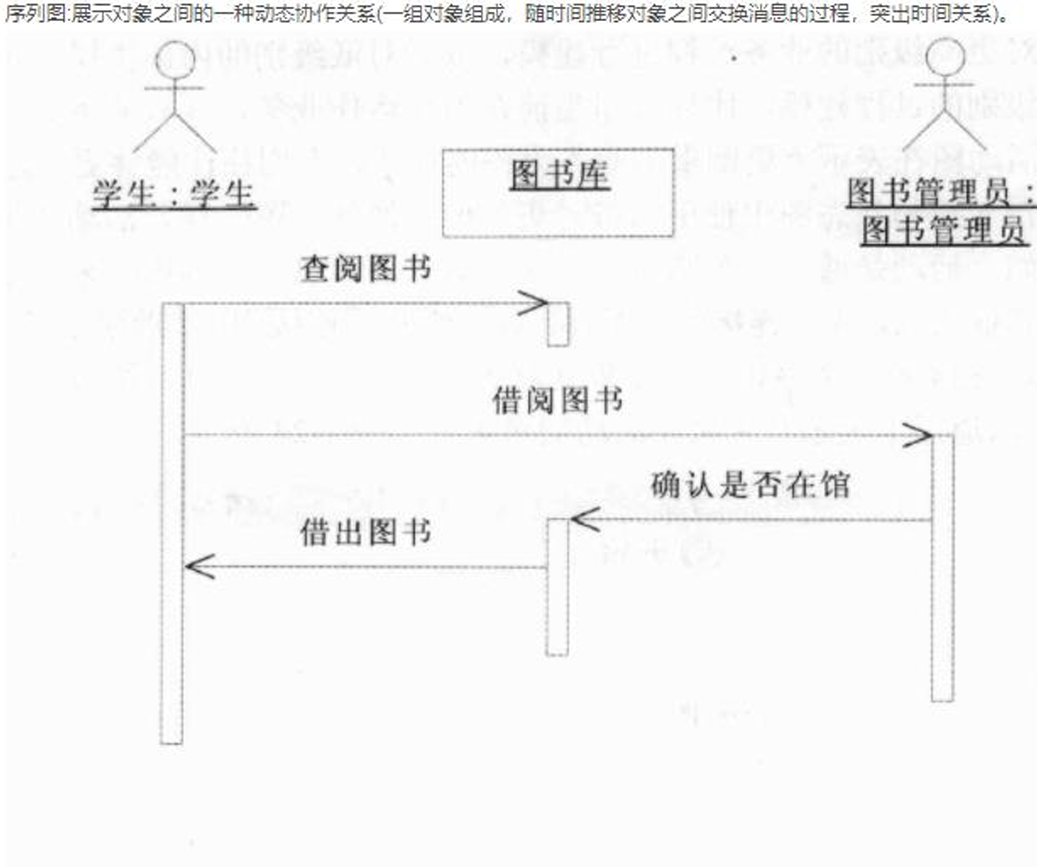 序列图:展示对象之间的一种动态协作关系(一组对象组成，随时间推移对象之间交换消息的过程，突出时间关系)。
学生：学生
图书库
图书管理员：
图书管理员
查阅图书
借阅图书
确认是否在馆
借出图书